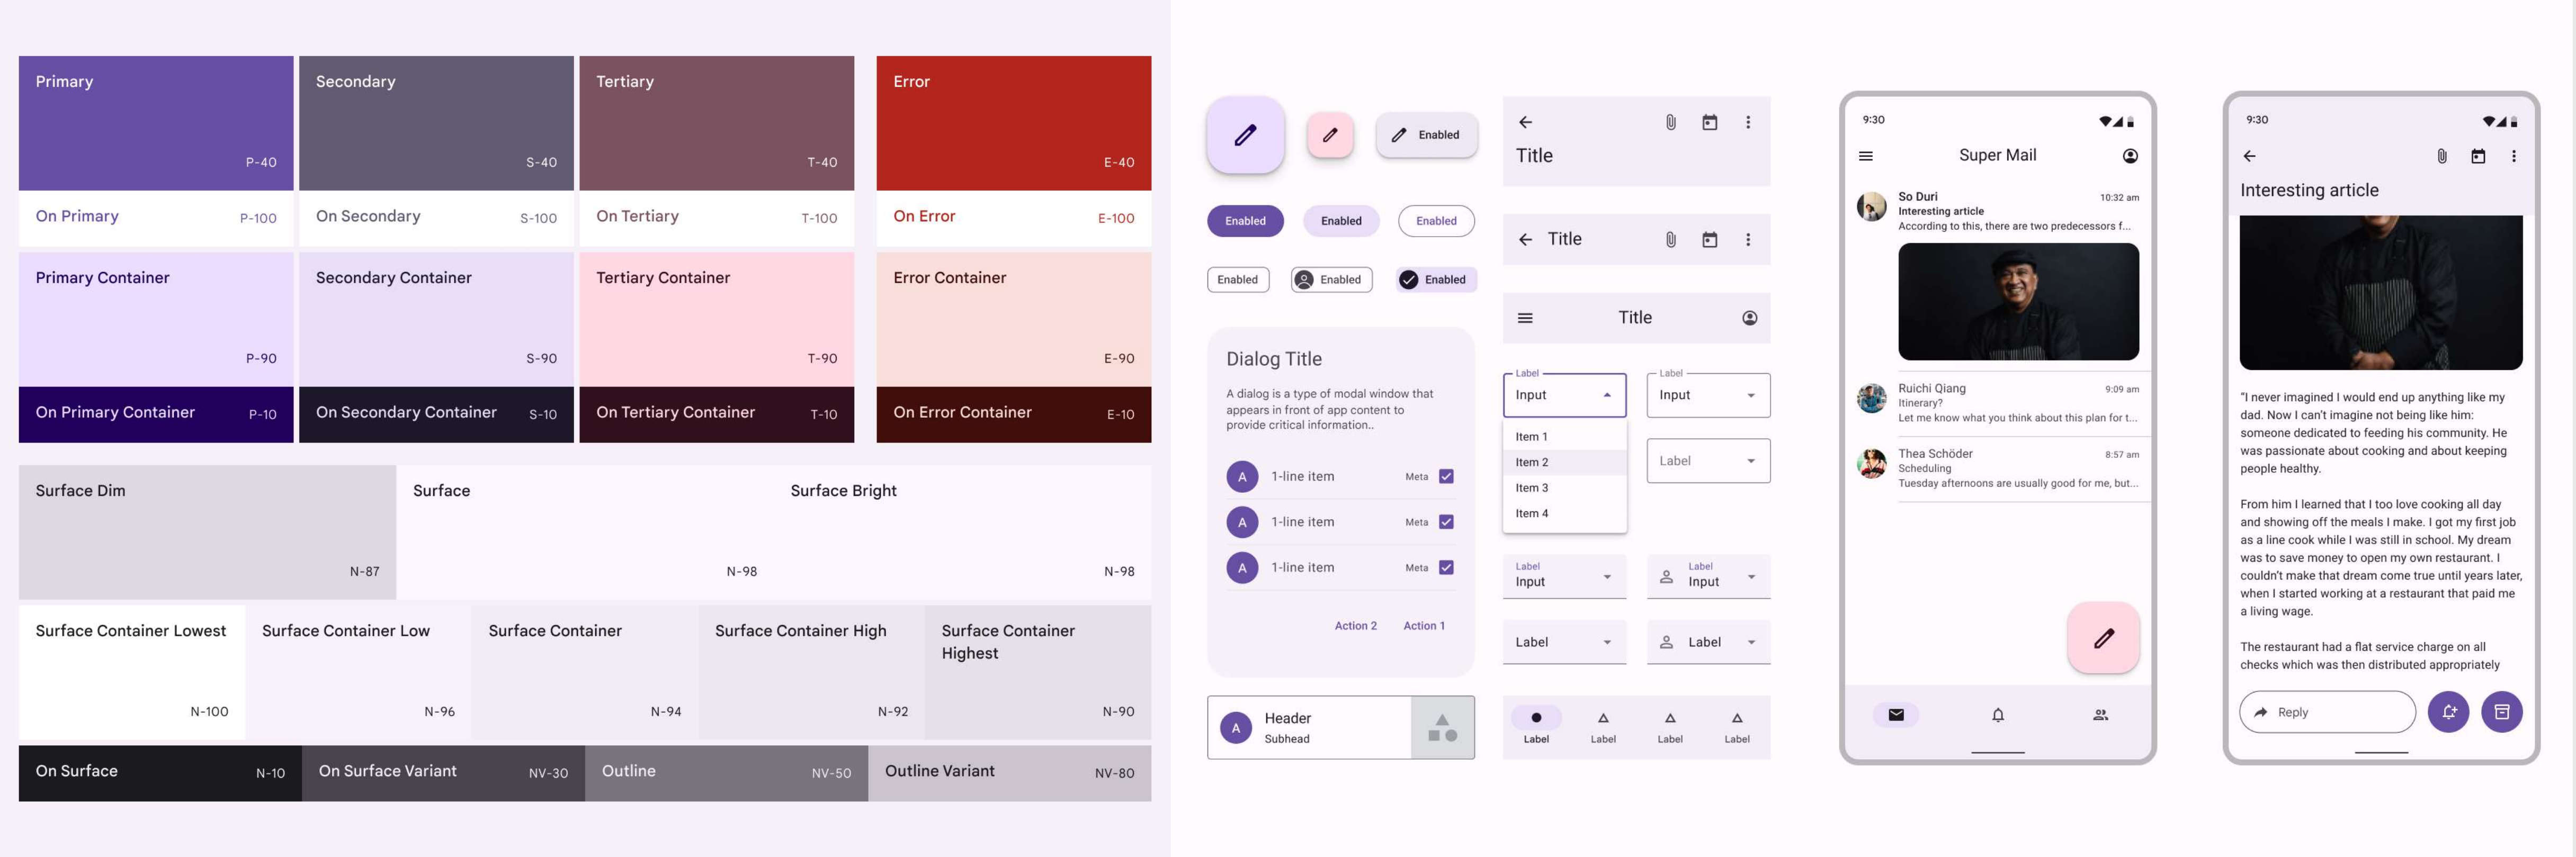 Primary
P-40
Secondary
S-40
Tertiary
T-40
Error
E-40
On Primary P-100
On Secondary S-100
On Tertiary T-100
On Error E-100
Primary Container
P-90
Secondary Container
S-90
Tertiary Container
T-90
Error Container
E-90
On Primary Container P-10
On Secondary Container S-10
On Tertiary Container T-10
On Error Container E-10
Surface Dim
N-87
Surface
N-98
Surface Bright
N-98
Surface Container Lowest
N-100
Surface Container Low
N-96
Surface Container
N-94
Surface Container High
N-92
Surface Container
Highest
N-90
On Surface N-10
On Surface Variant NV-30
Outline NV-50
Outline Variant NV-80
Enabled
Enabled
Enabled
Enabled
Enabled
Enabled
Enabled
Dialog Title
A dialog is a type of modal window that
appears in front of app content to
provide critical information..
A 1-line item Meta
A 1-line item Meta
A 1-line item Meta
Action 2 Action 1
A
Header
Subhead
Title
Title
Title
Label
Input
Label
Input
Item 1
Item 2
Item 3
Item 4
Label
Label
Input
Label
Input
Label
Label
Label
Label
Label
Label
9:30
Super Mail
So Duri 10:32 am
Interesting article
According to this, there are two predecessors f...
Ruichi Qiang 9:09 am
Itinerary?
Let me know what you think about this plan for t...
Thea Schöder 8:57 am
Scheduling
Tuesday afternoons are usually good for me, but...
9:30
Interesting article
“I never imagined I would end up anything like my
dad. Now I can't imagine not being like him:
someone dedicated to feeding his community. He
was passionate about cooking and about keeping
people healthy.
From him I learned that I too love cooking all day
and showing off the meals I make. I got my first job
as a line cook while I was still in school. My dream
was to save money to open my own restaurant. I
couldn't make that dream come true until years later,
when I started working at a restaurant that paid me
a living wage.
The restaurant had a flat service charge on all
checks which was then distributed appropriately
Reply